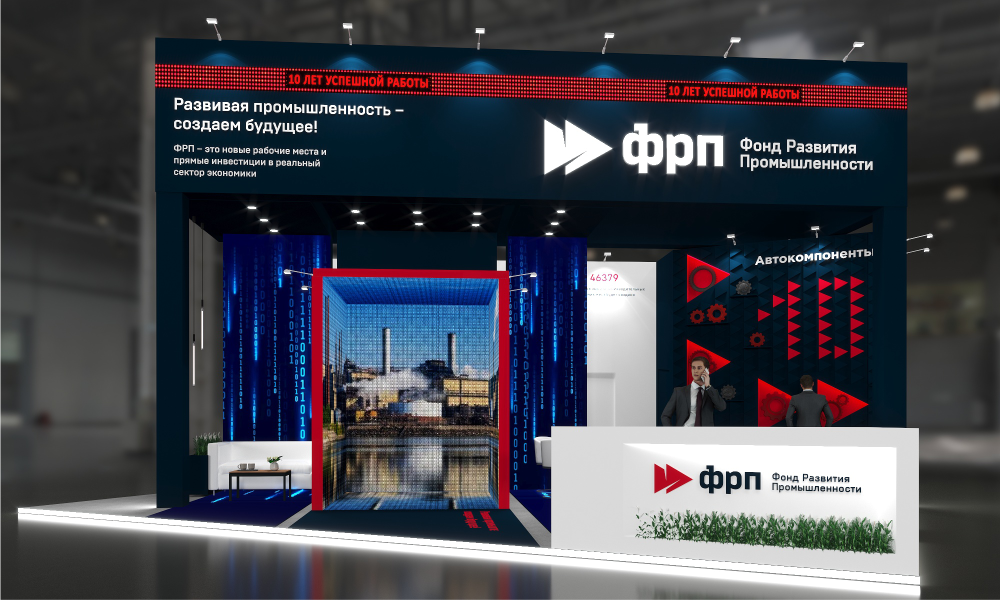 10 ЛЕТ УСПЕШНОЙ РАБОТЫ
10 ЛЕТ УСПЕШНОЙ РАБОТЫ
Развивая промышленность –
создаем будущее!
ФРП – это новые рабочие места и
прямые инвестиции в реальный
сектор экономики
фрп
Фонд Развития
Промышленности
Автокомпоненты
46379
фрп
Фонд Развития
Промышленности